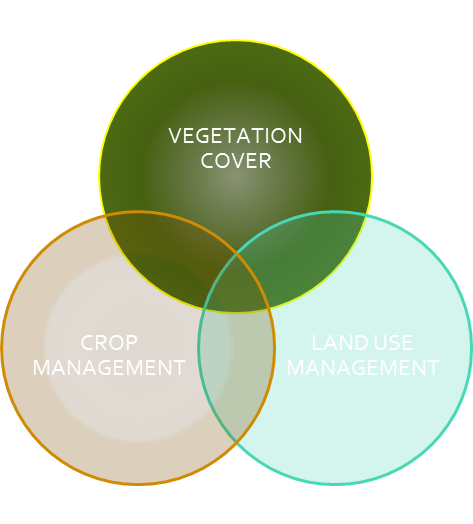 VEGETATION
COVER
CROP
MANAGEMENT
LAND USE
MANAGEMENT